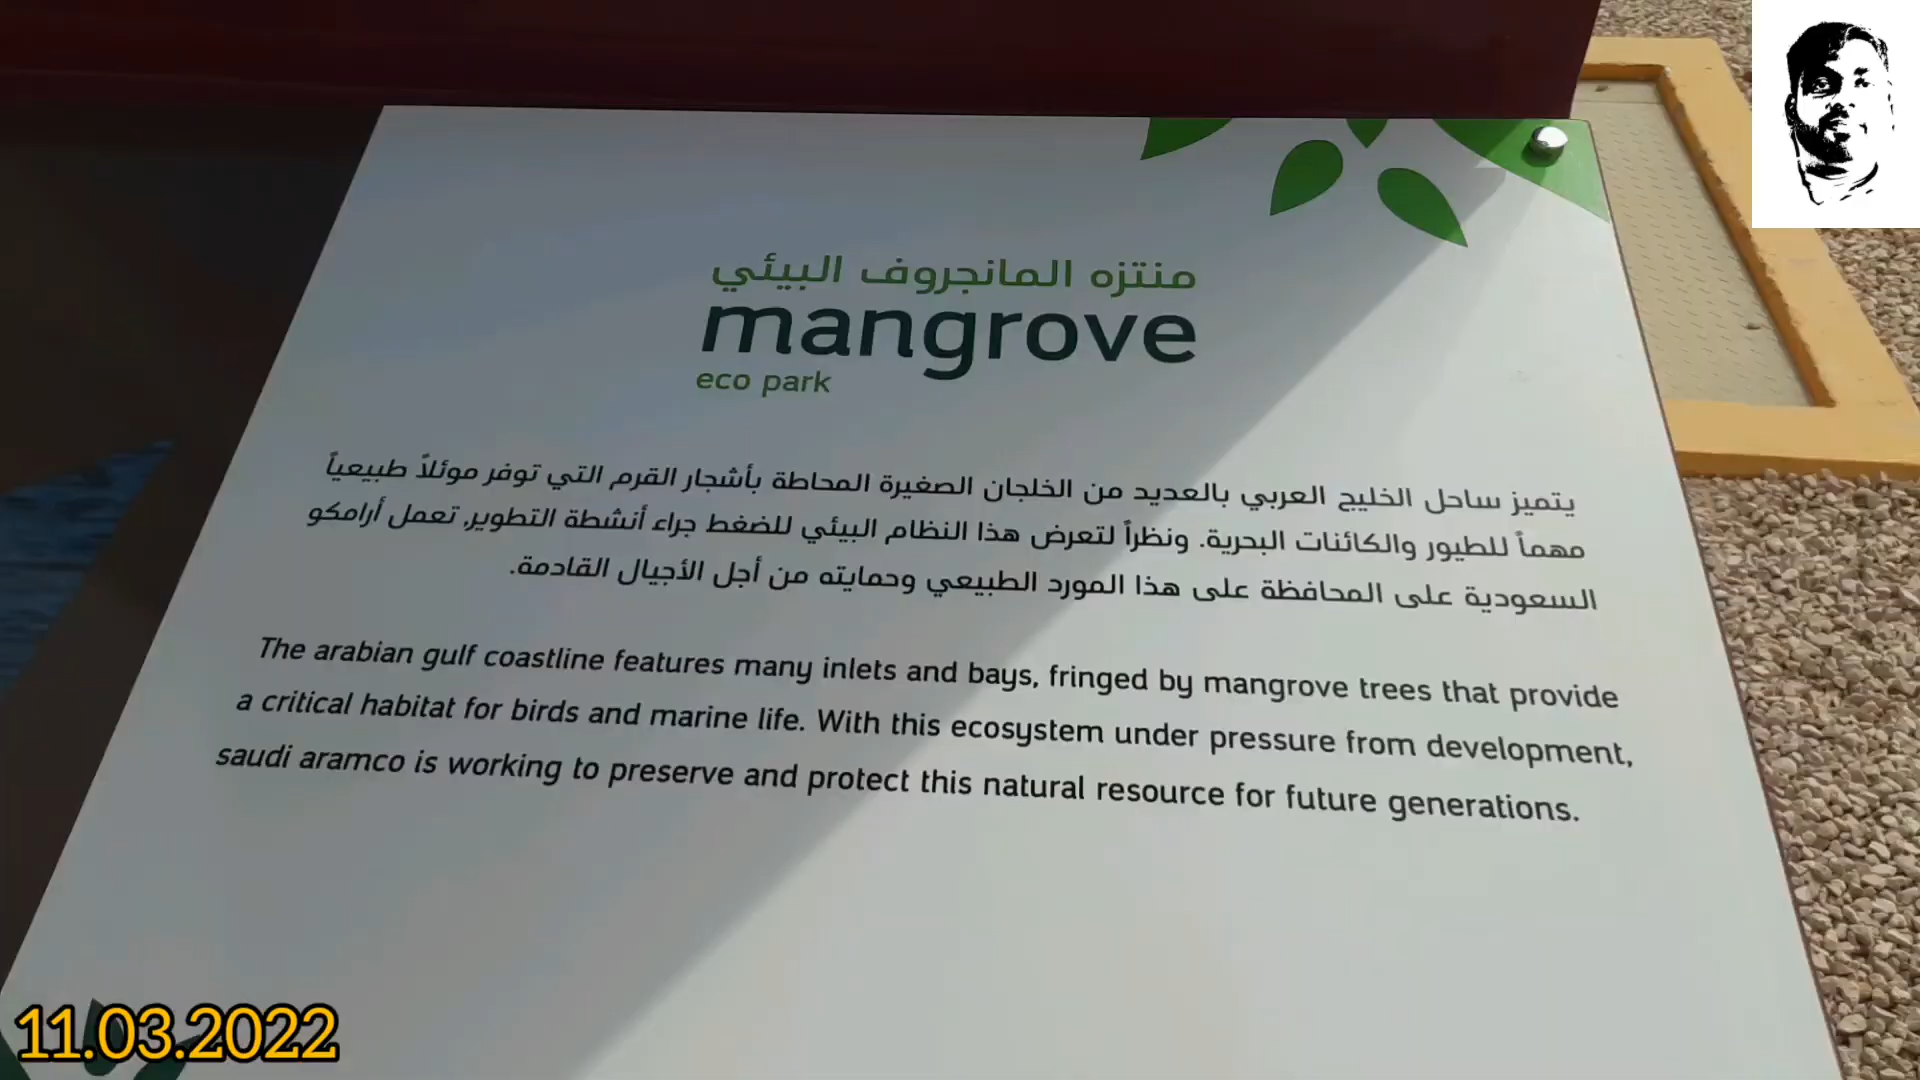 منتزه المانجروف البيئي
mangrove
eco park
يتميز ساحل الخليج العربي بالعديد من الخلجان الصغيرة المحاطة بأشجار القرم التي توفر موئلاً طبيعياً
مهماً للطيور والكائنات البحرية. ونظراً لتعرض هذا النظام البيئي للضغط جراء أنشطة التطوير، تعمل أرامكو
السعودية على المحافظة على هذا المورد الطبيعي وحمايته من أجل الأجيال القادمة.
The arabian gulf coastline features many inlets and bays, fringed by mangrove trees that provide
a critical habitat for birds and marine life. With this ecosystem under pressure from development,
saudi aramco is working to preserve and protect this natural resource for future generations.
11.03.2022